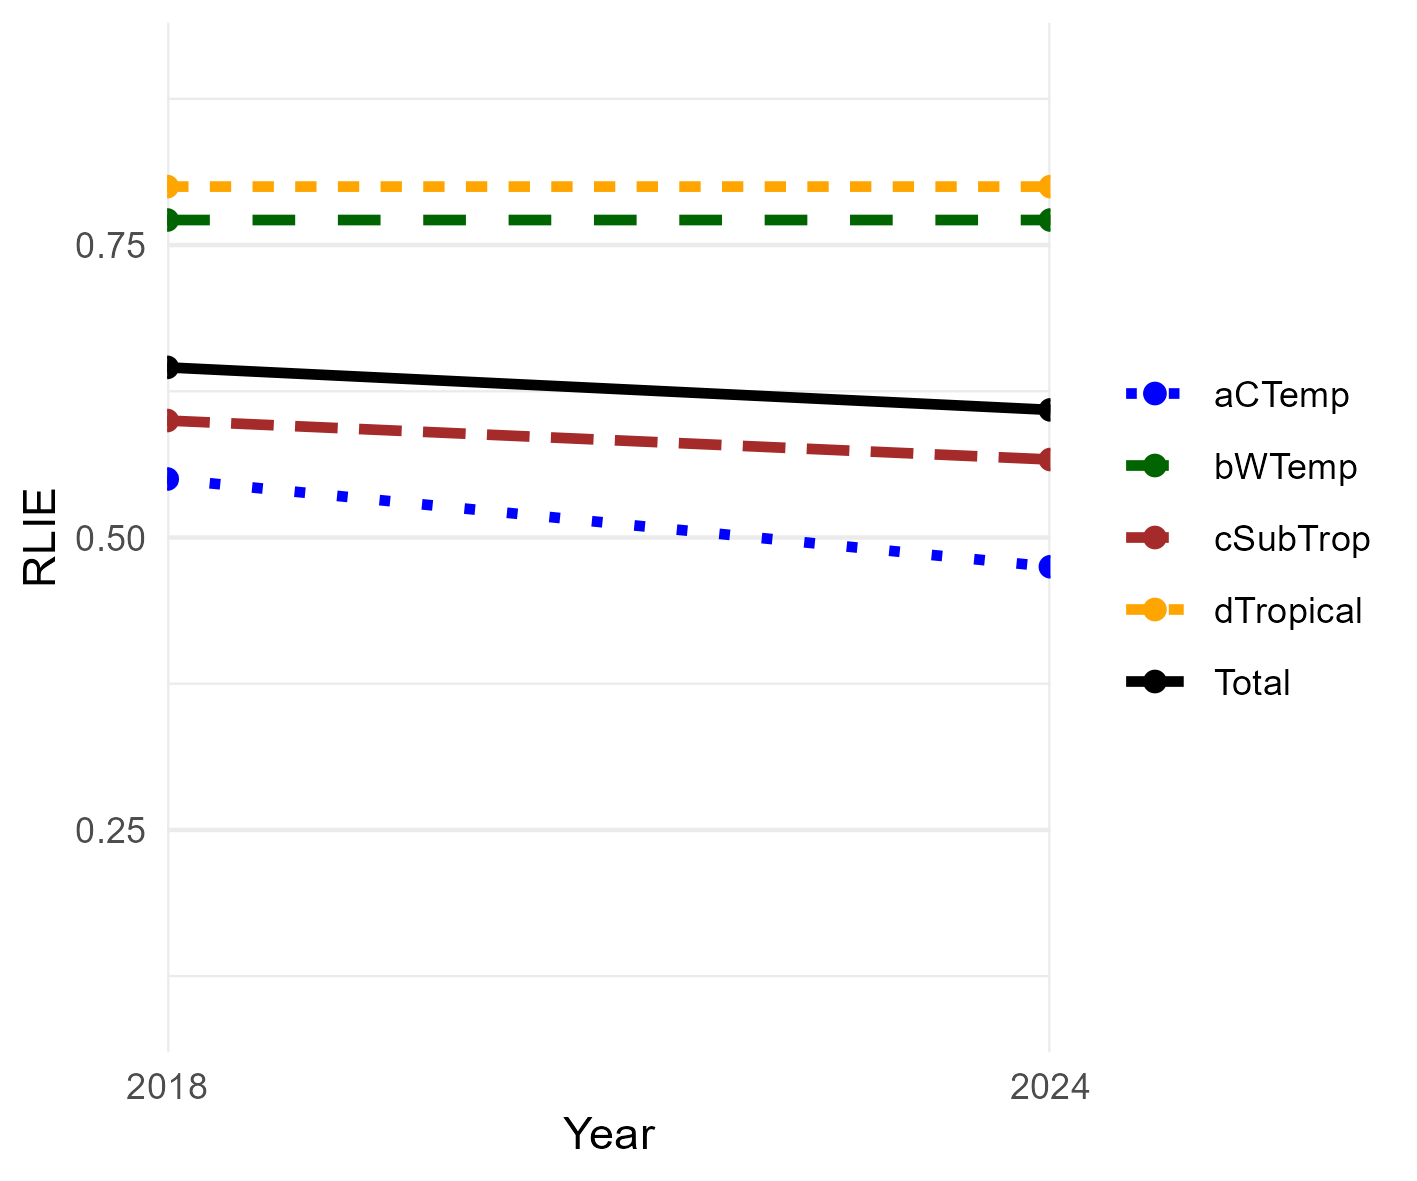 RLIE
0.75
0.50
0.25
2018
2024
Year
aCTemp
bWTemp
cSubTrop
dTropical
Total